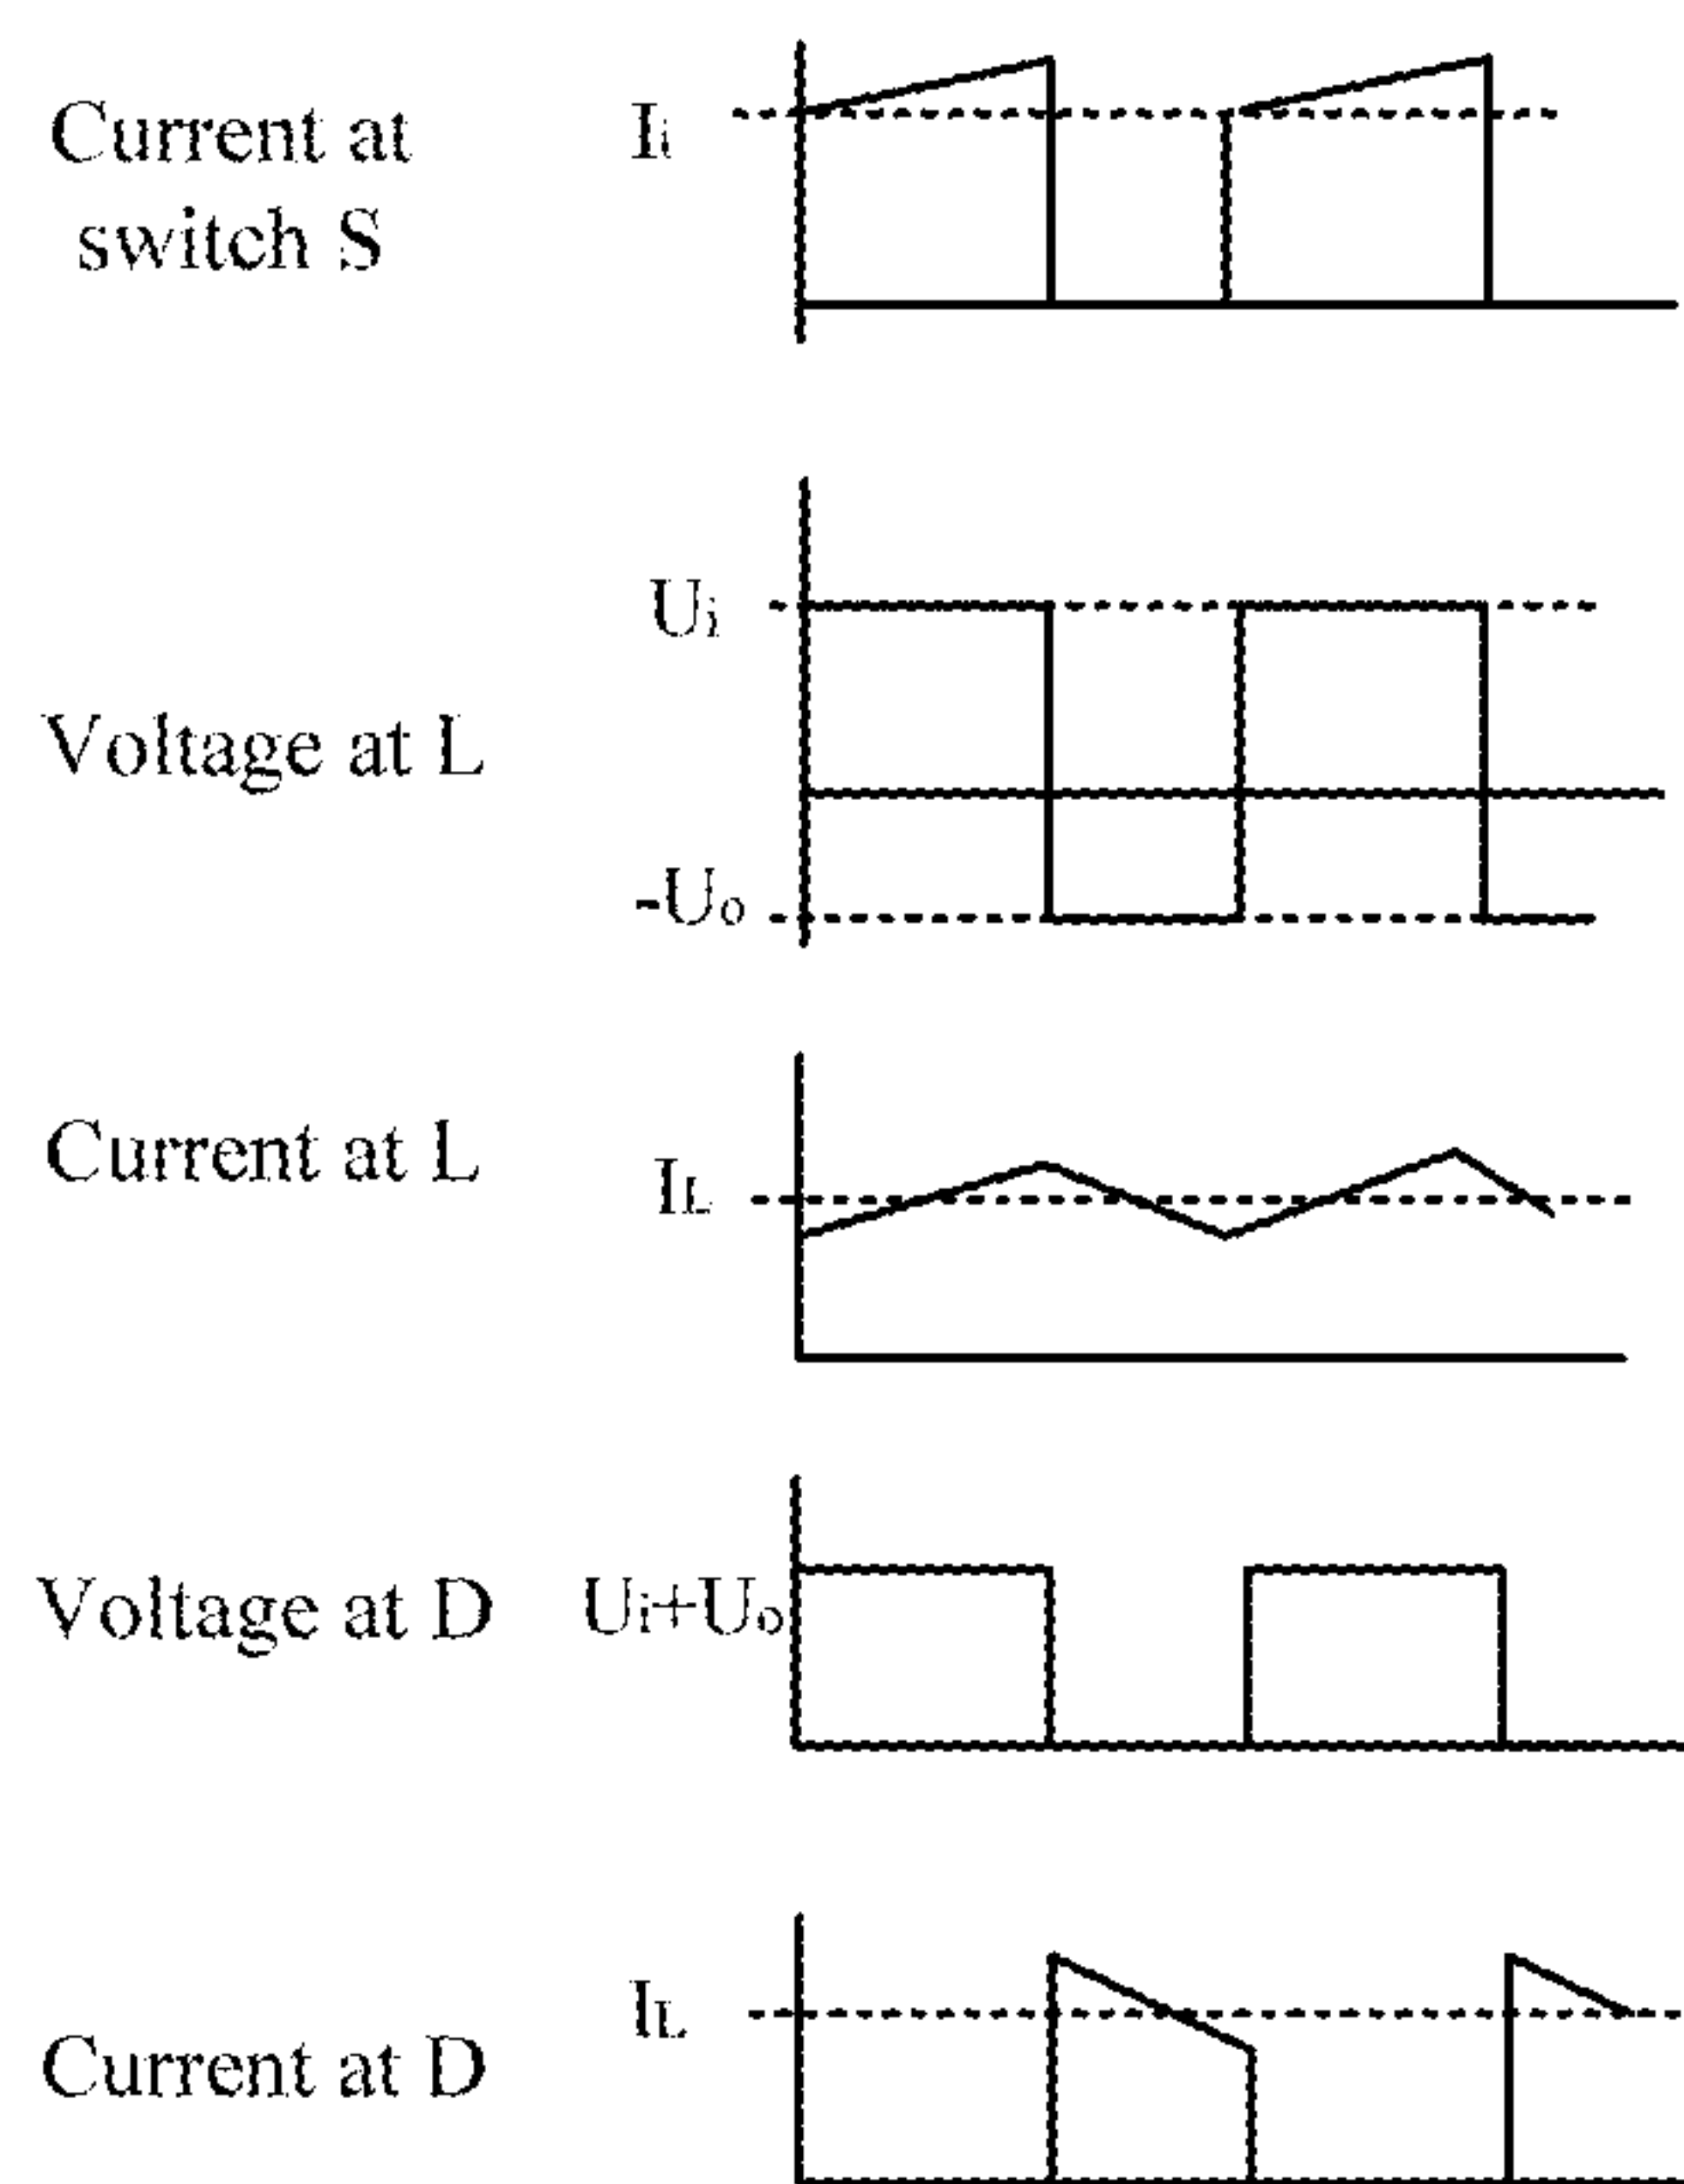 Current at
switch S
Ii
Ui
Voltage at L
-Uo
Current at L
IL
Voltage at D
Ui+Uo
IL
Current at D